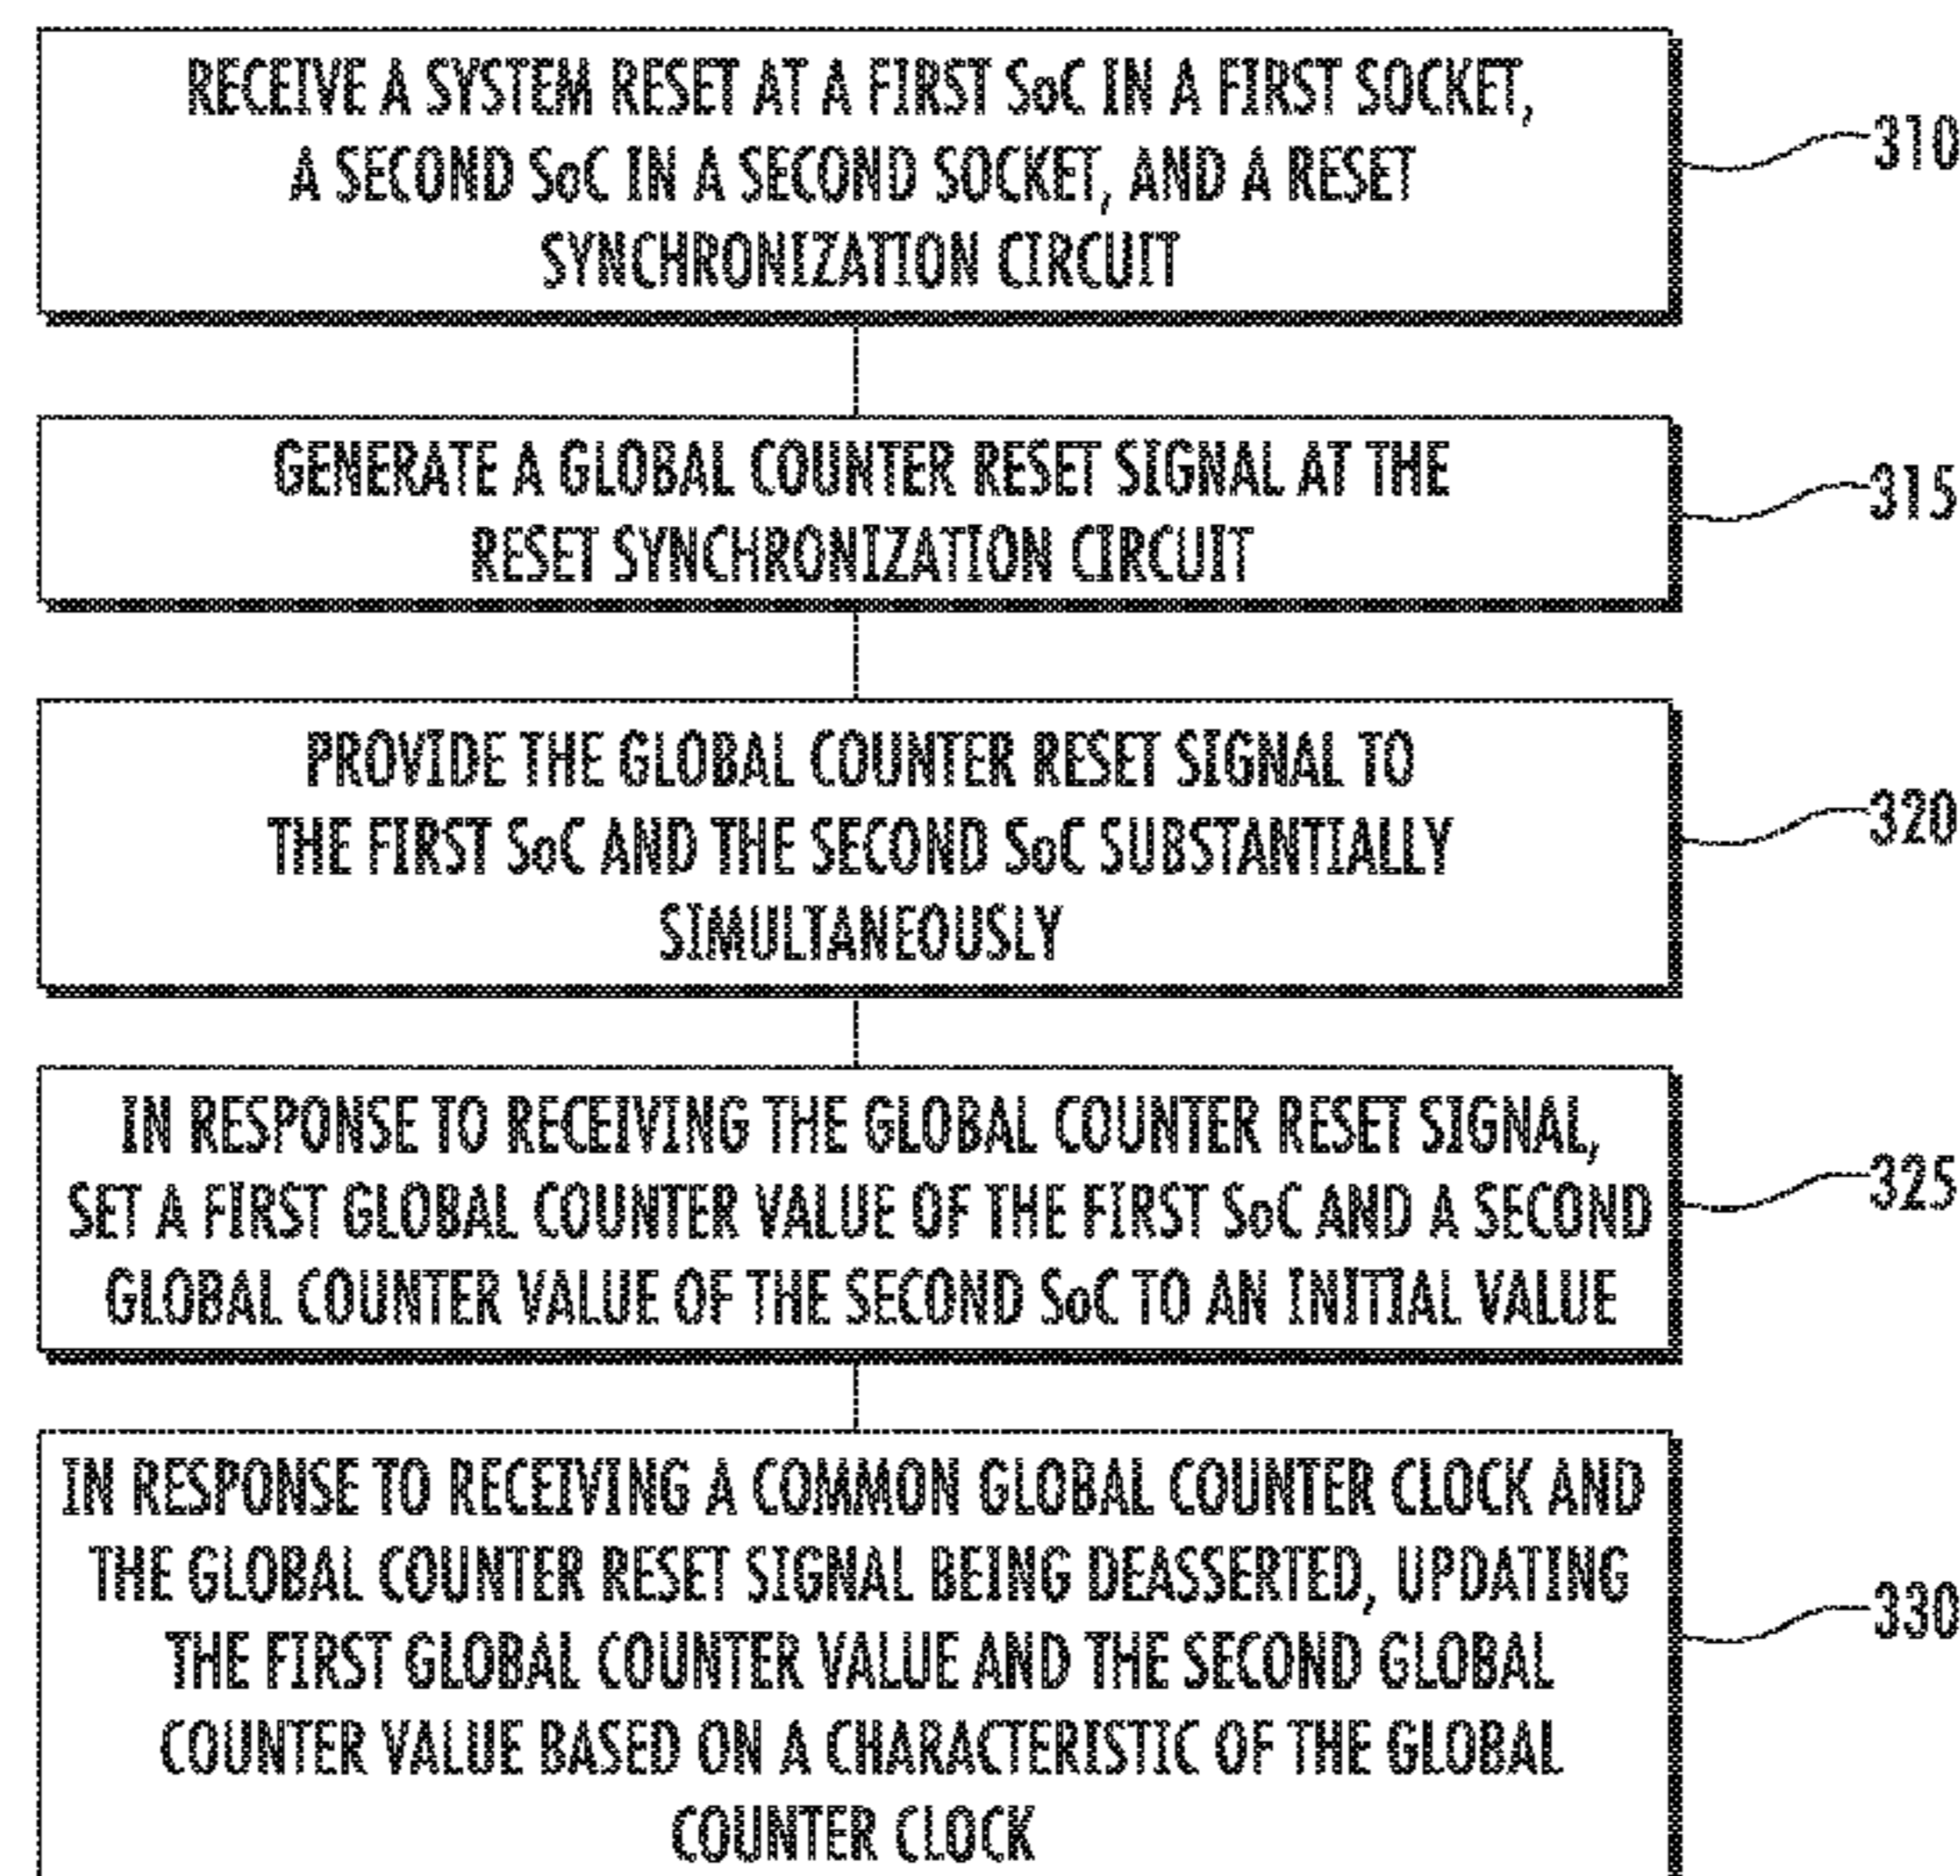 RECEIVE A SYSTEM RESET AT A FIRST SoC IN A FIRST SOCKET,
A SECOND SoC IN A SECOND SOCKET, AND A RESET
SYNCHRONIZATION CIRCUIT
310
GENERATE A GLOBAL COUNTER RESET SIGNAL AT THE
RESET SYNCHRONIZATION CIRCUIT
315
PROVIDE THE GLOBAL COUNTER RESET SIGNAL TO
THE FIRST SoC AND THE SECOND SoC SUBSTANTIALLY
SIMULTANEOUSLY
320
IN RESPONSE TO RECEIVING THE GLOBAL COUNTER RESET SIGNAL,
SET A FIRST GLOBAL COUNTER VALUE OF THE FIRST SoC AND A SECOND
GLOBAL COUNTER VALUE OF THE SECOND SoC TO AN INITIAL VALUE
325
IN RESPONSE TO RECEIVING A COMMON GLOBAL COUNTER CLOCK AND
THE GLOBAL COUNTER RESET SIGNAL BEING DEASSERTED, UPDATING
THE FIRST GLOBAL COUNTER VALUE AND THE SECOND GLOBAL
COUNTER VALUE BASED ON A CHARACTERISTIC OF THE GLOBAL
COUNTER CLOCK
330